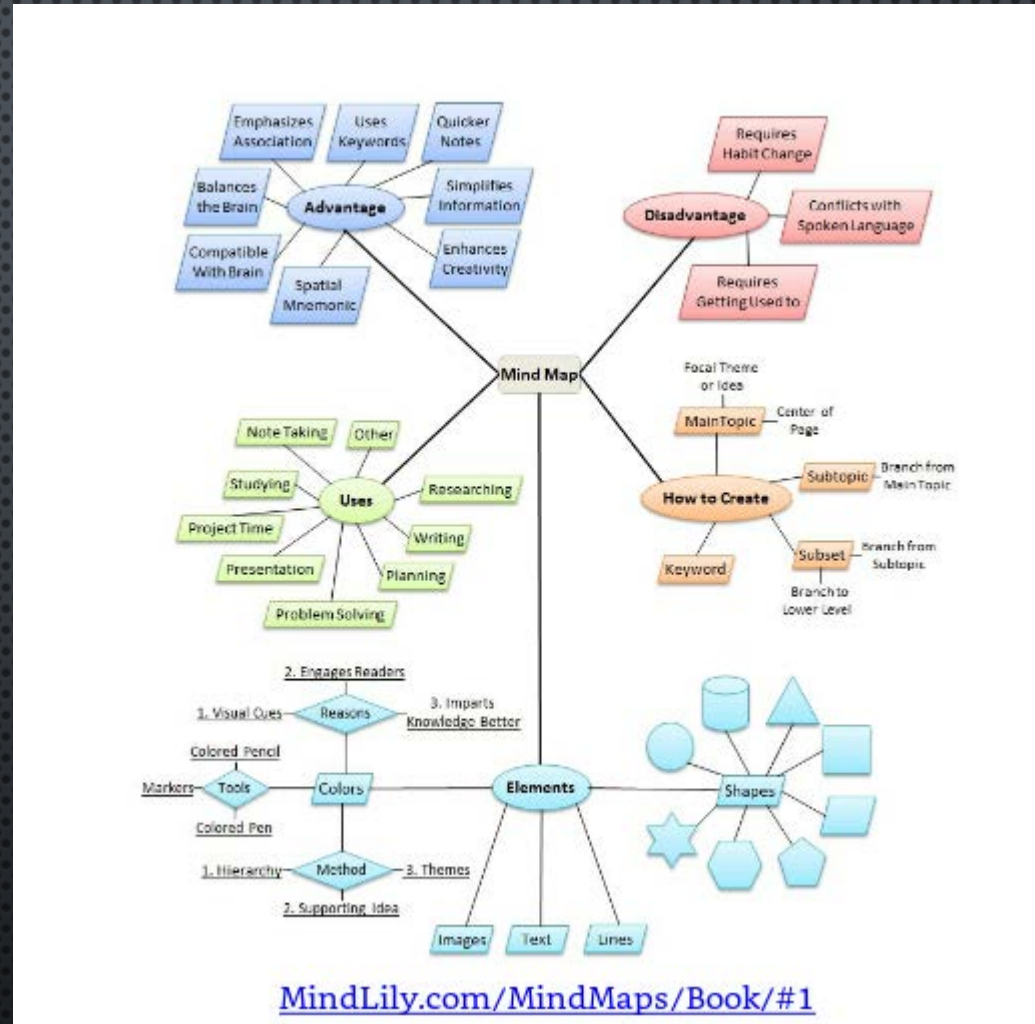 Emphasizes
Association
Uses
Keywords
Quicker
Notes
Balances
the Brain
Advantage
Simplifies
Information
Compatible
With Brain
Spatial
Mnemonic
Enhances
Creativity
Requires
Habit Change
Disadvantage
Conflicts with
Spoken Language
Requires
Getting Used to
Mind Map
Focal Theme
or Idea
MainTopic
Center of
Page
How to Create
Subtopic
Branch from
Main Topic
Subset
Branch from
Subtopic
Branch to
Lower Level
Keyword
Note Taking
Other
Studying
Uses
Researching
Project Time
Writing
Presentation
Planning
Problem Solving
2. Engages Readers
1. Visual Cues
Reasons
3. Imparts
Knowledge Better
Colored Pencil
Markers
Tools
Colors
Colored Pen
1. Hierarchy
Method
3. Themes
2. Supporting Idea
Elements
Shapes
Images
Text
Lines
MindLily.com/MindMaps/Book/#1